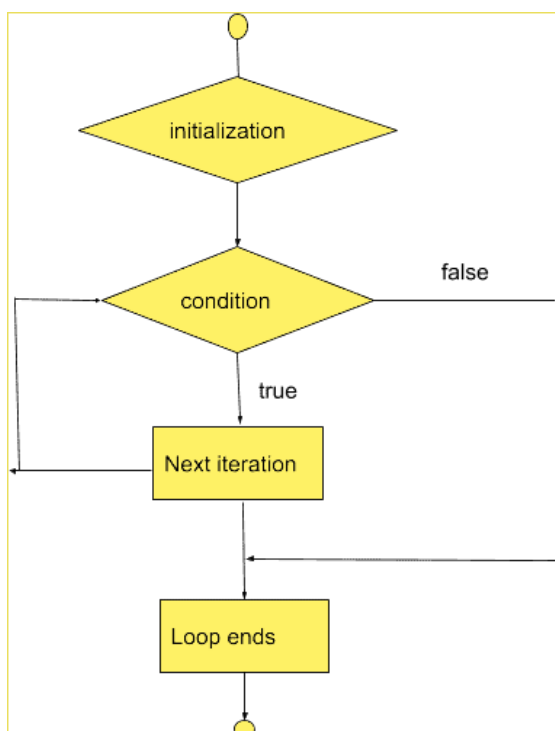 initialization
condition
false
true
Next iteration
Loop ends